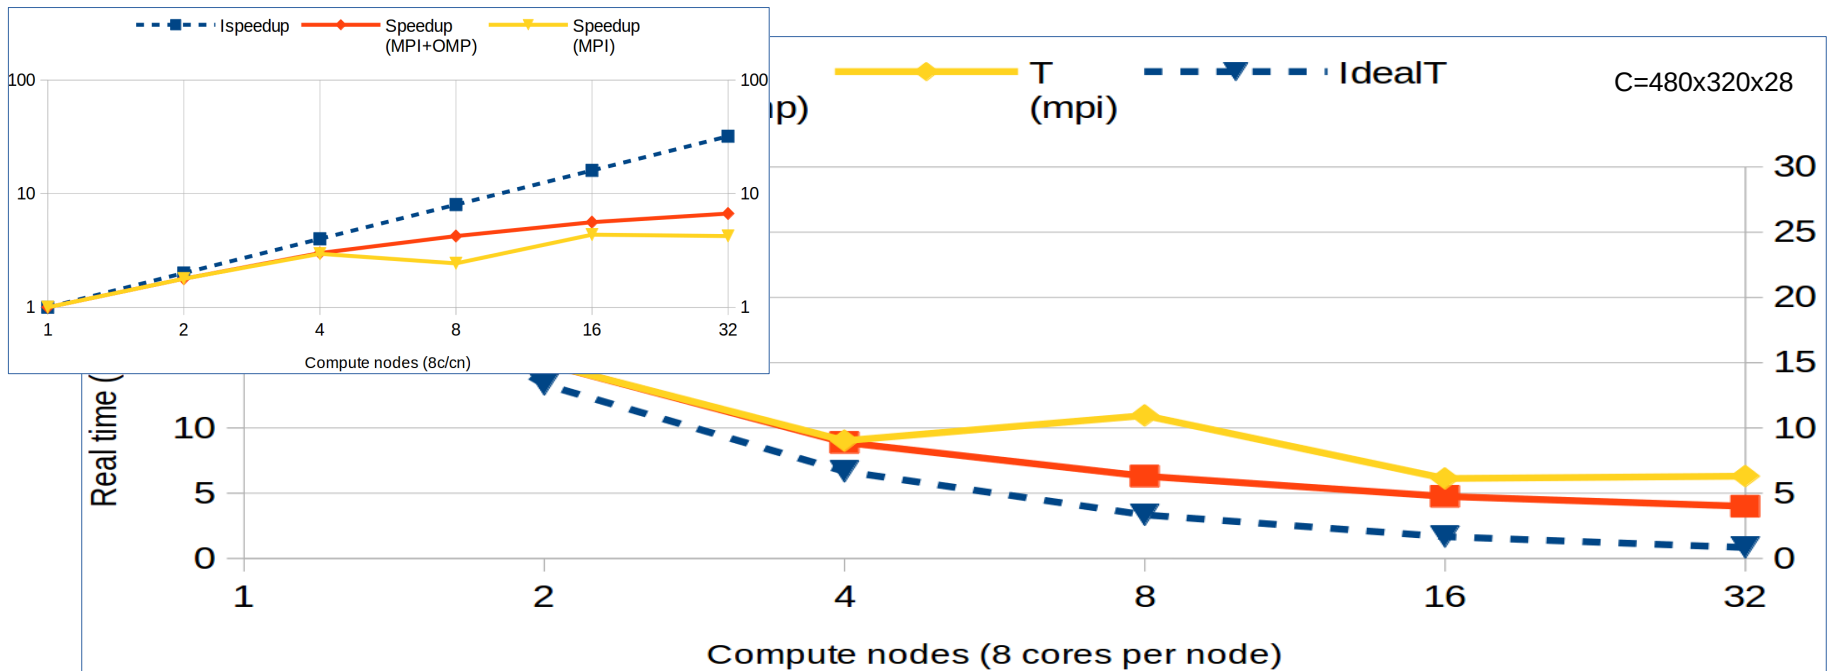 Ispeedup Speedup (MPI+OMP) Speedup (MPI)
100 100
10 10
1 1
1 2 4 8 16 32
Compute nodes (8c/cn)
T (mpi) IdealT
C=480x320x28
30
25
20
15
10 10
5 5
0 0
Real time
1 2 4 8 16 32
Compute nodes (8 cores per node)